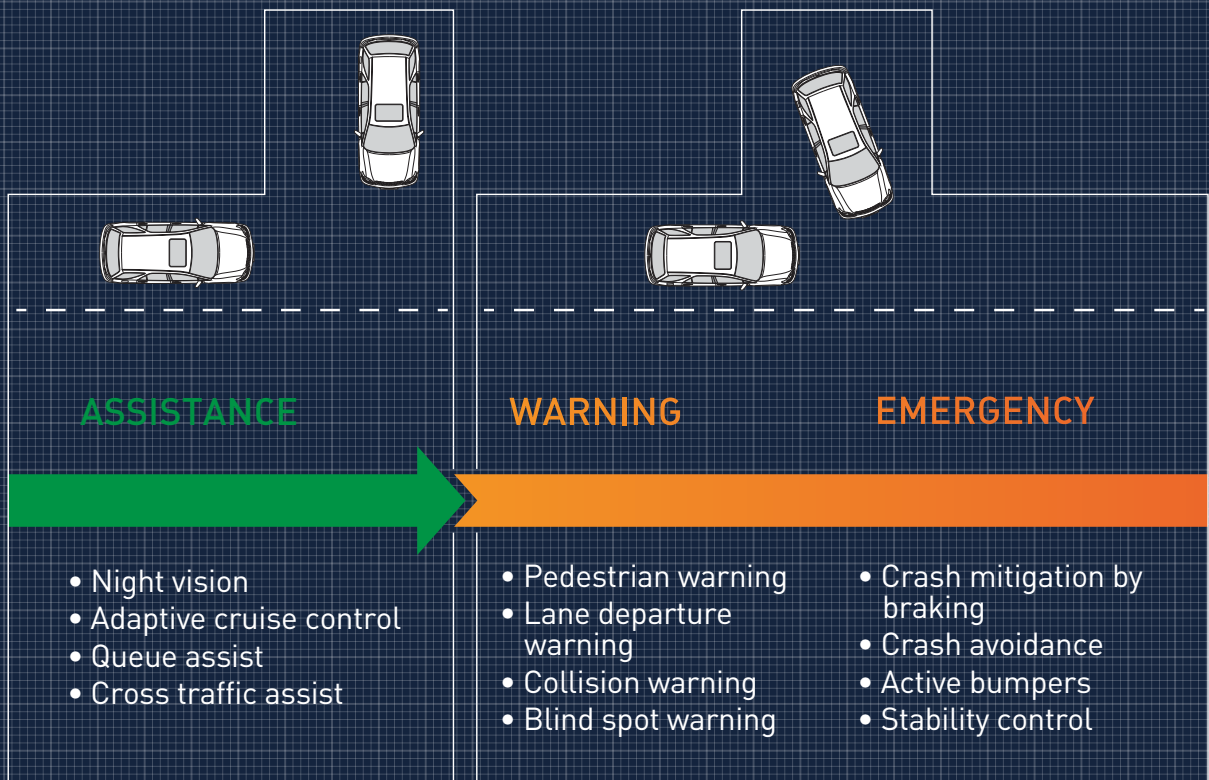 ASSISTANCE
• Night vision
• Adaptive cruise control
• Queue assist
• Cross traffic assist
WARNING
• Pedestrian warning
• Lane departure
warning
• Collision warning
• Blind spot warning
EMERGENCY
• Crash mitigation by
braking
• Crash avoidance
• Active bumpers
• Stability control